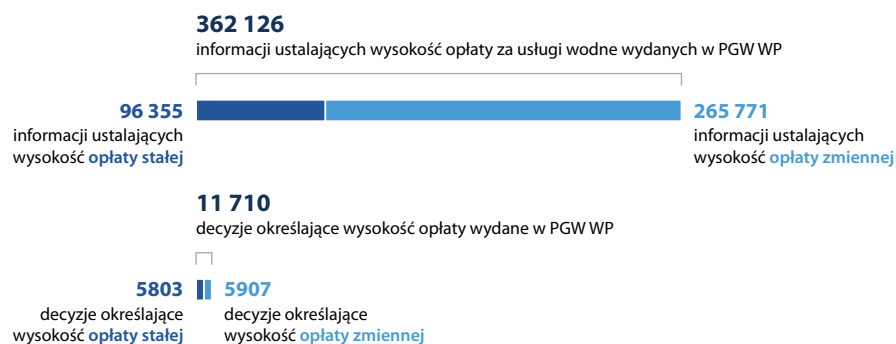 362 126
informacji ustalających wysokość opłaty za usługi wodne wydanych w PGW WP
96 355
informacji ustalających
wysokość opłaty stałej
265 771
informacji ustalających
wysokość opłaty zmiennej
11 710
decyzje określające wysokość opłaty wydane w PGW WP
5803
decyzje określające
wysokość opłaty stałej
5907
decyzje określające
wysokość opłaty zmiennej